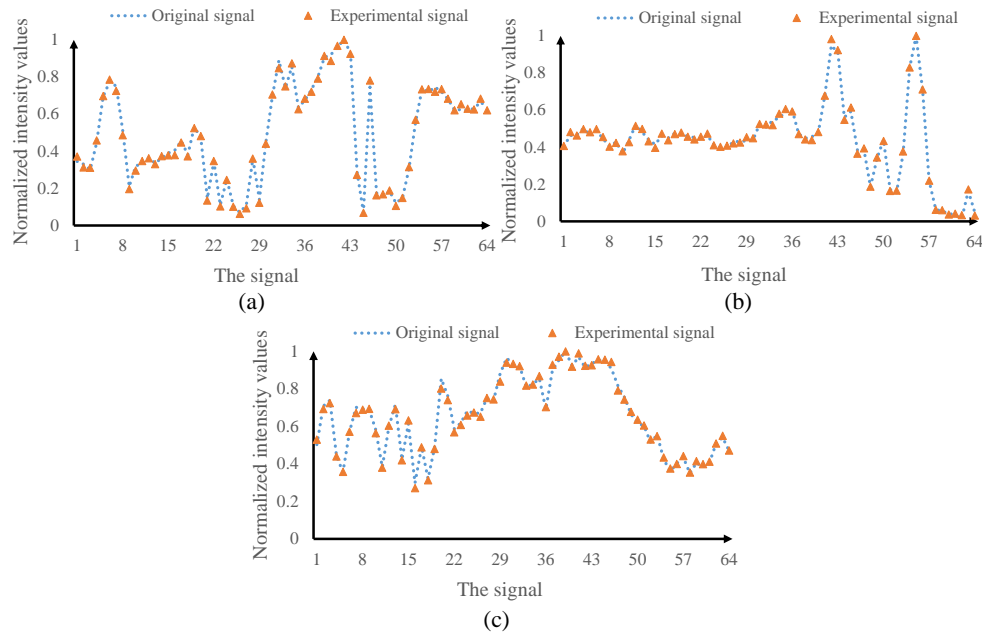 Original signal Experimental signal
Normalized intensity values
1
0.8
0.6
0.4
0.2
0
1 8 15 22 29 36 43 50 57 64
The signal
(a)
Original signal Experimental signal
Normalized intensity values
1
0.8
0.6
0.4
0.2
0
1 8 15 22 29 36 43 50 57 64
The signal
(b)
Original signal Experimental signal
Normalized intensity values
1
0.8
0.6
0.4
0.2
0
1 8 15 22 29 36 43 50 57 64
The signal
(c)